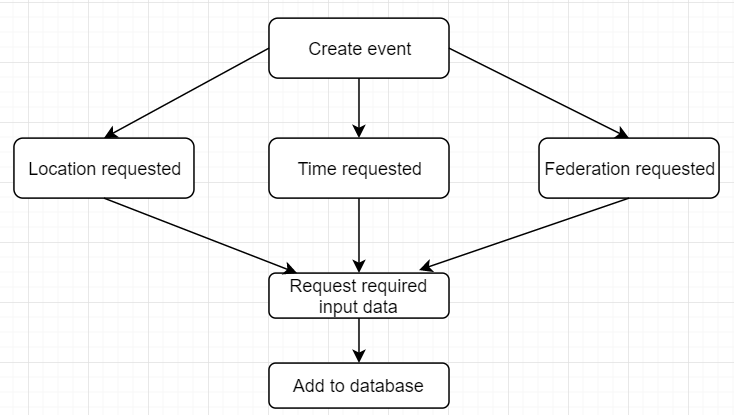 Create event
Location requested
Time requested
Federation requested
Request required
input data
Add to database